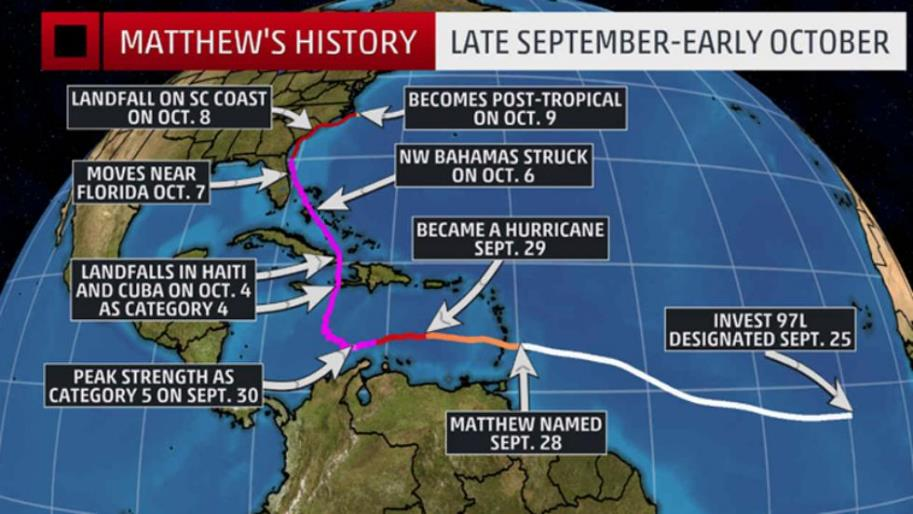 MATTHEW'S HISTORY
LATE SEPTEMBER-EARLY OCTOBER
LANDFALL ON SC COAST
ON OCT. 8
BECOMES POST-TROPICAL
ON OCT. 9
NW BAHAMAS STRUCK
ON OCT. 6
MOVES NEAR
FLORIDA OCT. 7
BECAME A HURRICANE
SEPT. 29
LANDFALLS IN HAITI
AND CUBA ON OCT. 4
AS CATEGORY 4
INVEST 97L
DESIGNATED SEPT. 25
PEAK STRENGTH AS
CATEGORY 5 ON SEPT. 30
MATTHEW NAMED
SEPT. 28